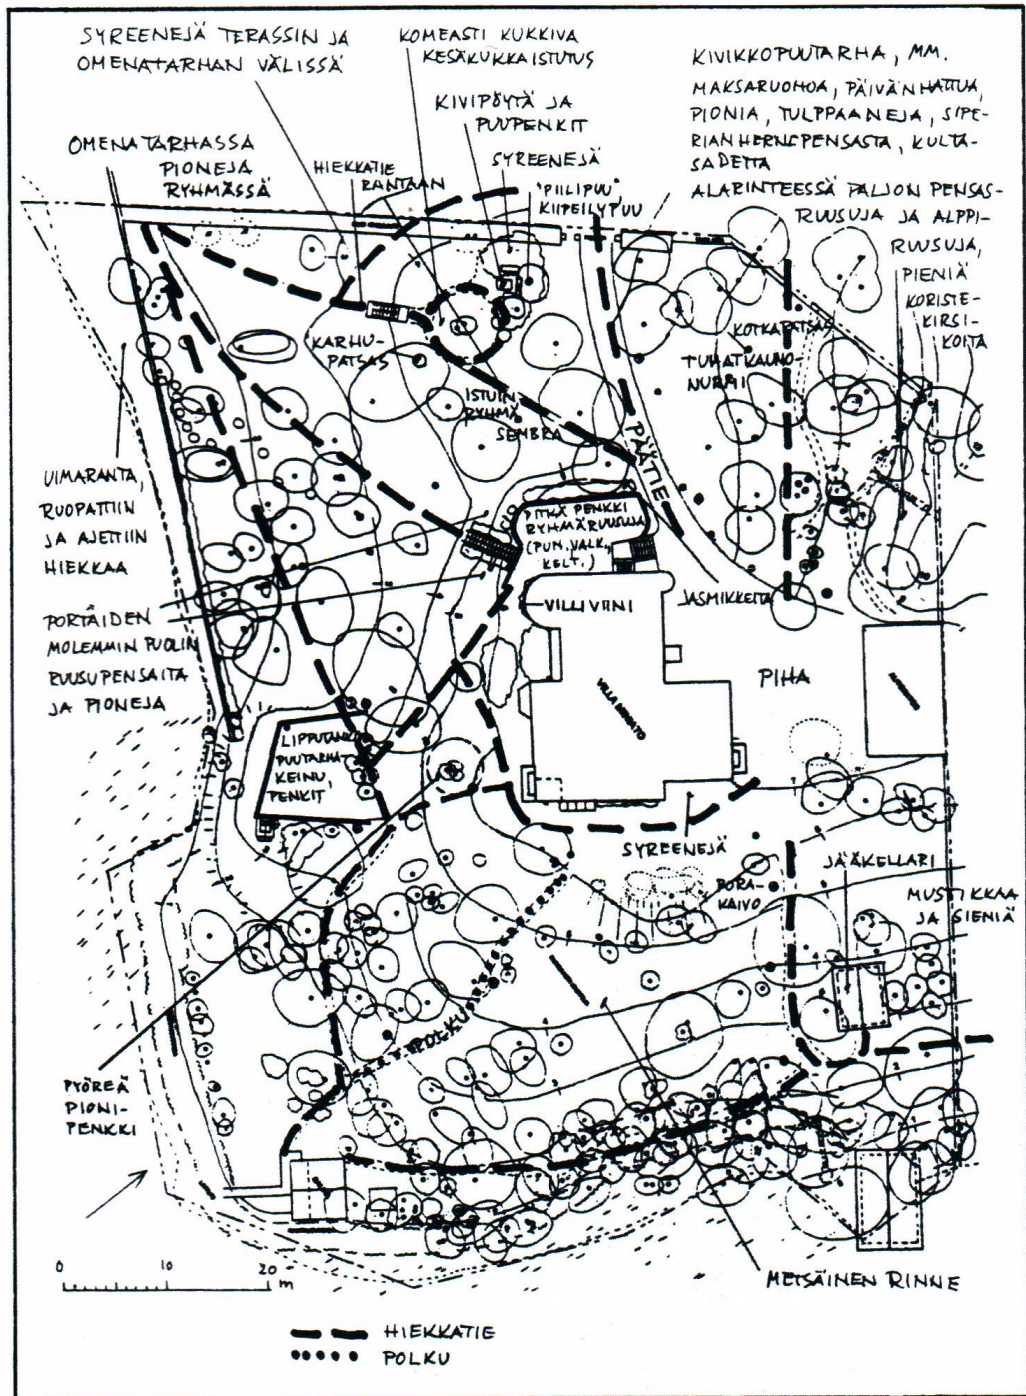 SYREENEJÄ TERASSIN JA
OMENATARHAN VÄLISSÄ
KOMEASTI KUKKIVA
KESÄKUKKAISTUTUS
KIVIPÖYTÄ JA
PUUPENKIT
SYREENEJÄ
"PIILIPUU"
KIIPEILYPUU
KIVIKKOPUUTARHA, MM.
MAKSARUOHOA, PÄIVÄNHATTUA,
PIONIA, TULPPAANEJA, SIPE-
RIANHERNEPENSASTA, KULTA-
SADETTA
ALARINTEESSÄ PALJON PENSAS-
RUUSUJA JA ALPPI-
RUUSUJA,
PIENIÄ
KORISTE-
KIRSI-
KOITA
OMENATARHASSA
PIONEJA
RYHMÄSSÄ
HIEKKATIE
RANTAAN
KARHU-
PATSAS
ISTUIN
RYHMÄ
SEMBRA
PÄÄTIE
KOTKAPATSAS
TUHATKAUNO-
NURMI
UIMARANTA,
RUOPATTIIN
JA AJETTIIN
HIEKKAA
PITKÄ PENKKI
RYHMÄRUUSUJA
(PUN., VALK.,
KELT.)
VILLIVIINI
JASMIKKEITA
PORTAIDEN
MOLEMMIN PUOLIN
RUUSUPENSAITA
JA PIONEJA
PIHA
LIPPUTANKO
PUUTARHA-
KEINU,
PENKIT
SYREENEJÄ
PORA-
KAIVO
JÄÄKELLARI
MUSTIKKAA
JA SIENIÄ
POLKU
PYÖREÄ
PIONI-
PENKKI
METSÄINEN RINNE
0 10 20
m
HIEKKATIE
POLKU